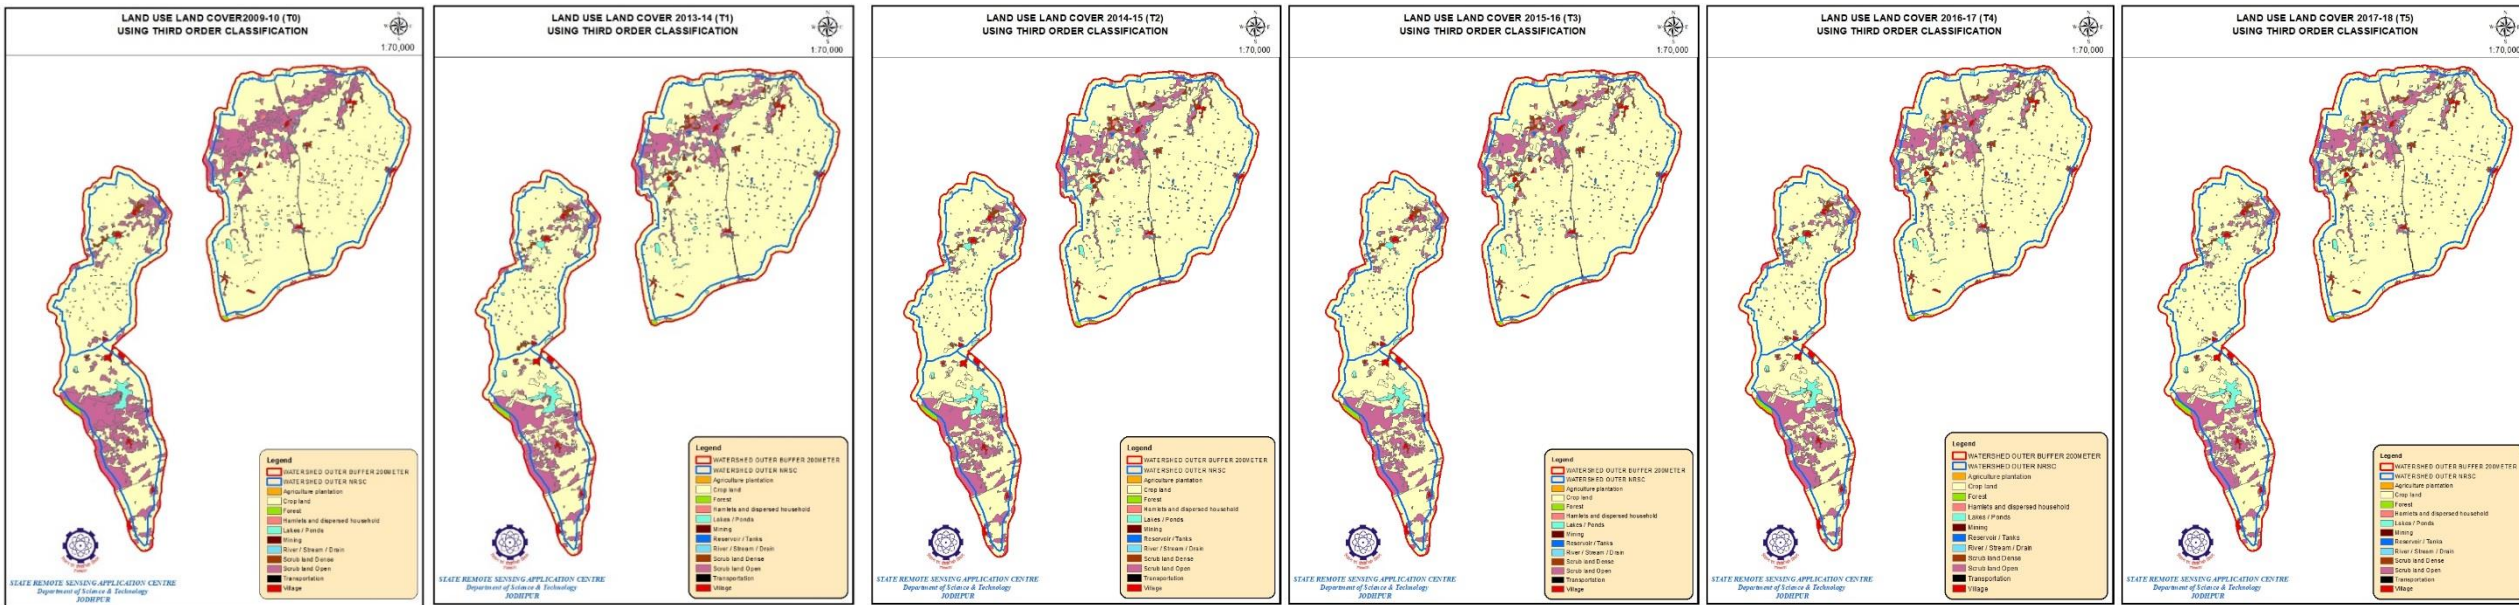 LAND USE LAND COVER2009-10 (T0)
USING THIRD ORDER CLASSIFICATION
1:70,000
Legend
WATERSHED OUTER BUFFER 200METER
WATERSHED OUTER NRSC
Agriculture plantation
Crop land
Forest
Hamlets and dispersed household
Lakes / Ponds
Mining
River / Stream / Drain
Scrub land Dense
Scrub land Open
Transportation
Village
STATE REMOTE SENSING APPLICATION CENTRE
Department of Science & Technology
JODHPUR
LAND USE LAND COVER 2013-14 (T1)
USING THIRD ORDER CLASSIFICATION
1:70,000
Legend
WATERSHED OUTER BUFFER 200METER
WATERSHED OUTER NRSC
Agriculture plantation
Crop land
Forest
Hamlets and dispersed household
Lakes / Ponds
Mining
Reservoir / Tanks
River / Stream / Drain
Scrub land Dense
Scrub land Open
Transportation
Village
STATE REMOTE SENSING APPLICATION CENTRE
Department of Science & Technology
JODHPUR
LAND USE LAND COVER 2014-15 (T2)
USING THIRD ORDER CLASSIFICATION
1:70,000
Legend
WATERSHED OUTER BUFFER 200METER
WATERSHED OUTER NRSC
Agriculture plantation
Crop land
Forest
Hamlets and dispersed household
Lakes / Ponds
Mining
Reservoir / Tanks
River / Stream / Drain
Scrub land Dense
Scrub land Open
Transportation
Village
STATE REMOTE SENSING APPLICATION CENTRE
Department of Science & Technology
JODHPUR
LAND USE LAND COVER 2015-16 (T3)
USING THIRD ORDER CLASSIFICATION
1:70,000
Legend
WATERSHED OUTER BUFFER 200METER
WATERSHED OUTER NRSC
Agriculture plantation
Crop land
Forest
Hamlets and dispersed household
Lakes / Ponds
Mining
Reservoir / Tanks
River / Stream / Drain
Scrub land Dense
Scrub land Open
Transportation
Village
STATE REMOTE SENSING APPLICATION CENTRE
Department of Science & Technology
JODHPUR
LAND USE LAND COVER 2016-17 (T4)
USING THIRD ORDER CLASSIFICATION
1:70,000
Legend
WATERSHED OUTER BUFFER 200METER
WATERSHED OUTER NRSC
Agriculture plantation
Crop land
Forest
Hamlets and dispersed household
Lakes / Ponds
Mining
Reservoir / Tanks
River / Stream / Drain
Scrub land Dense
Scrub land Open
Transportation
Village
STATE REMOTE SENSING APPLICATION CENTRE
Department of Science & Technology
JODHPUR
LAND USE LAND COVER 2017-18 (T5)
USING THIRD ORDER CLASSIFICATION
1:70,000
Legend
WATERSHED OUTER BUFFER 200METER
WATERSHED OUTER NRSC
Agriculture plantation
Crop land
Forest
Hamlets and dispersed household
Lakes / Ponds
Mining
Reservoir / Tanks
River / Stream / Drain
Scrub land Dense
Scrub land Open
Transportation
Village
STATE REMOTE SENSING APPLICATION CENTRE
Department of Science & Technology
JODHPUR